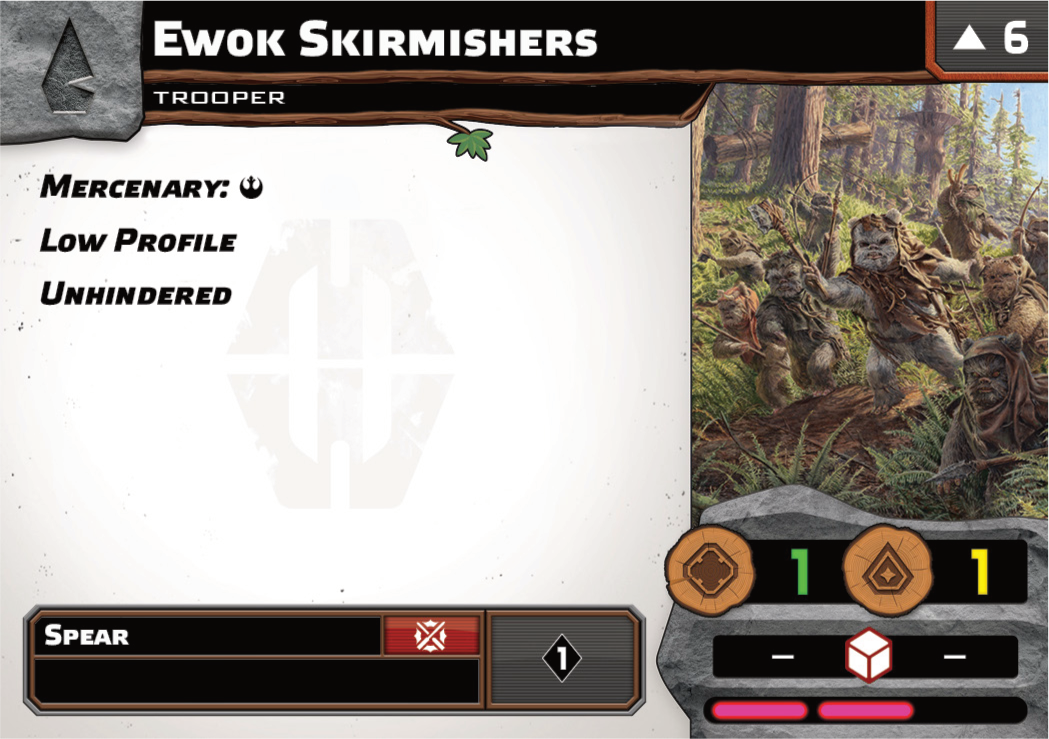 Ewok Skirmishers
6
TROOPER
Mercenary:
Low Profile
Unhindered
1
1
Spear
1
–
–